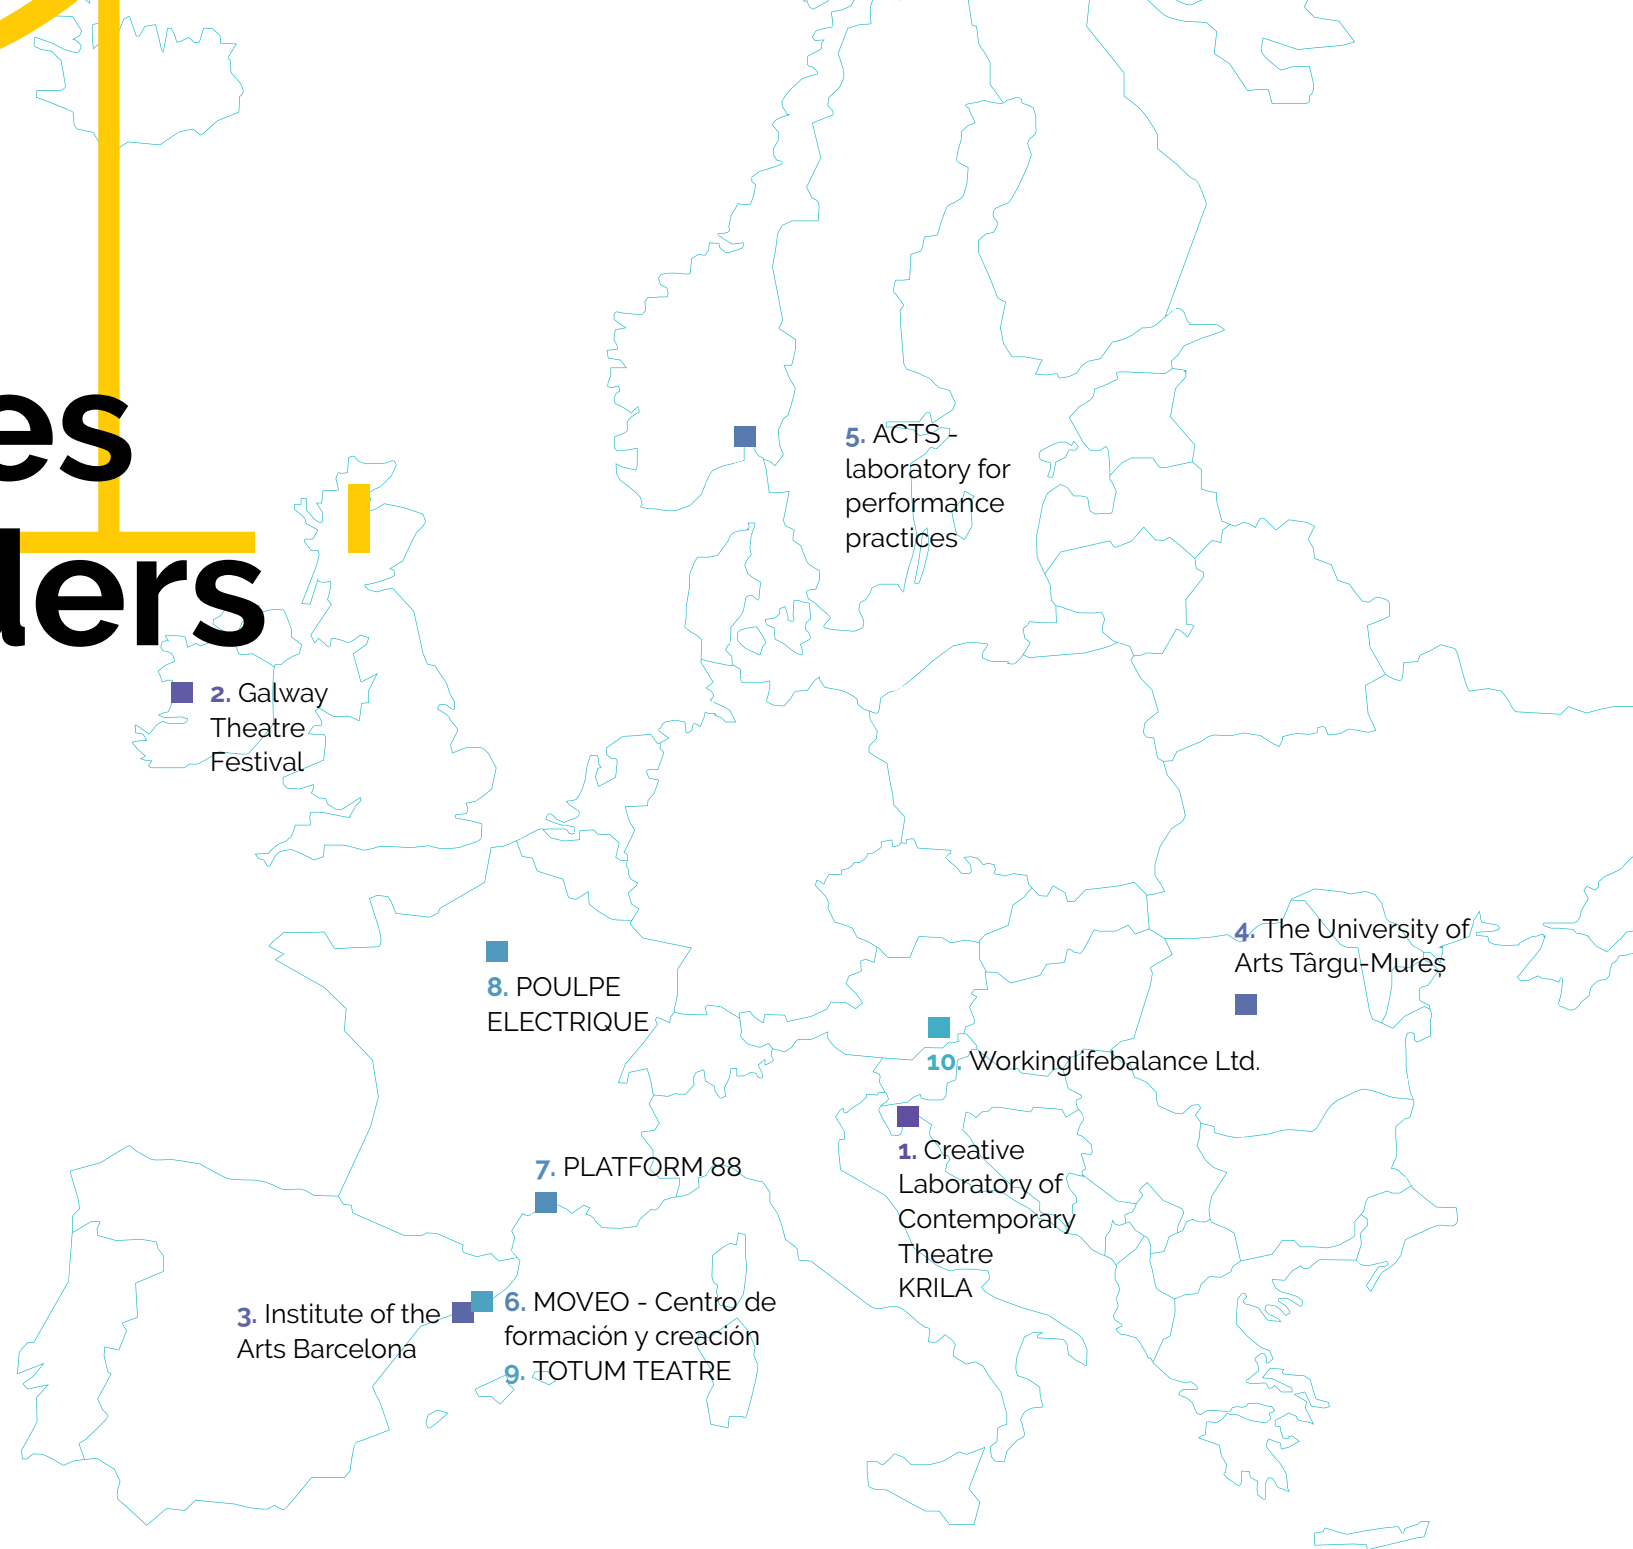 es
ders
5. ACTS -
laboratory for
performance
practices
2. Galway
Theatre
Festival
4. The University of
Arts Târgu-Mureș
8. POULPE
ELECTRIQUE
10. Workinglifebalance Ltd.
1. Creative
Laboratory of
Contemporary
Theatre
KRILA
7. PLATFORM 88
3. Institute of the
Arts Barcelona
6. MOVEO - Centro de
formación y creación
9. TOTUM TEATRE